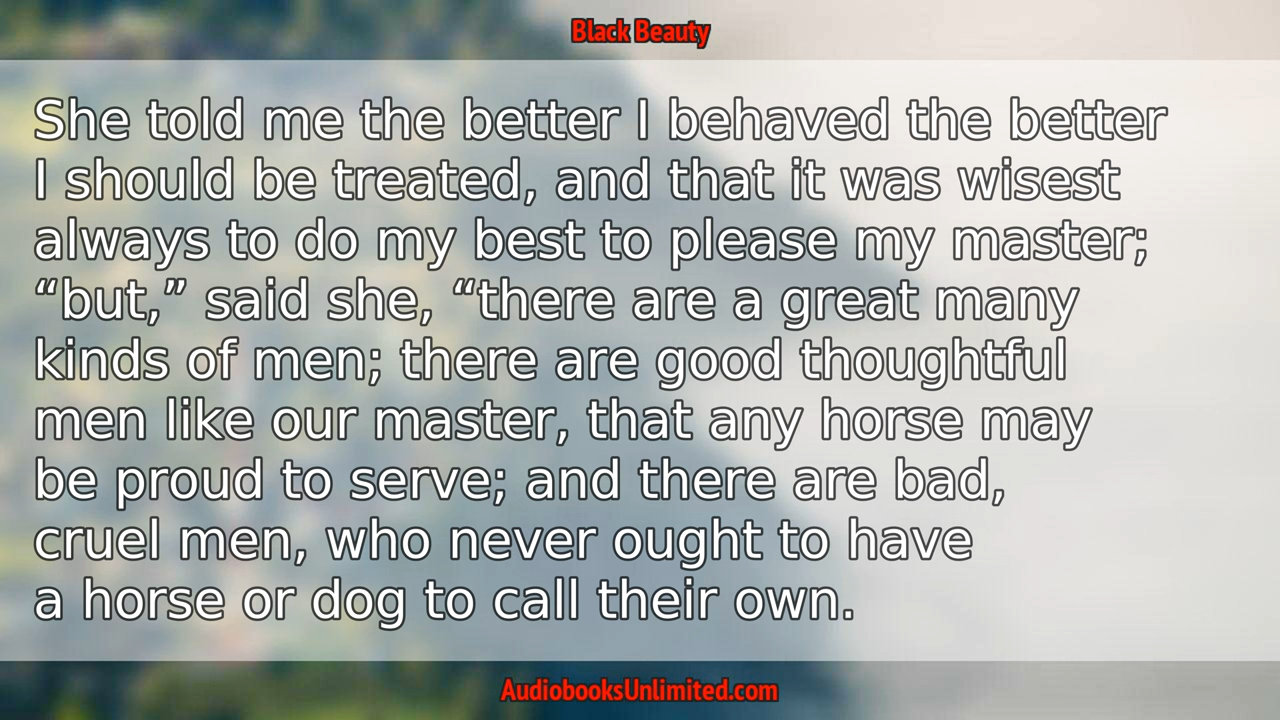 Black Beauty
She told me the better I behaved the better
I should be treated, and that it was wisest
always to do my best to please my master;
“but,” said she, “there are a great many
kinds of men; there are good thoughtful
men like our master, that any horse may
be proud to serve; and there are bad,
cruel men, who never ought to have
a horse or dog to call their own.
AudiobooksUnlimited.com